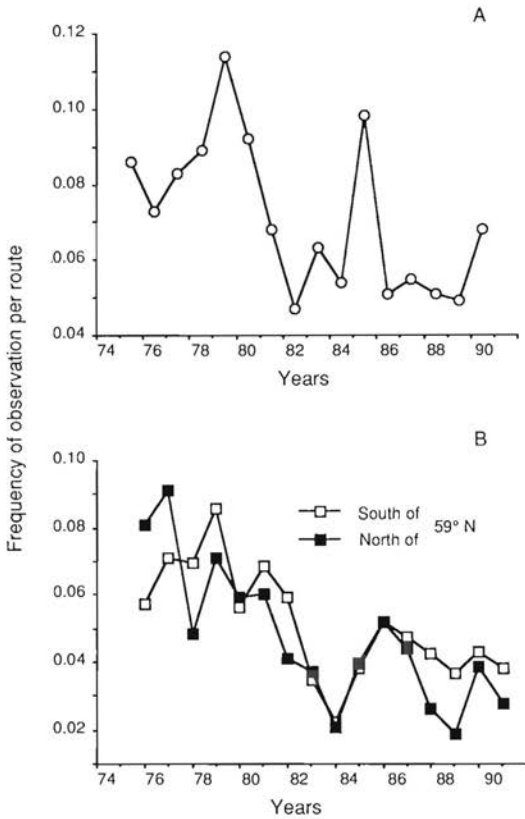 A
Frequency of observation per route
0.12
0.10
0.08
0.06
0.04
74 76 78 80 82 84 86 88 90
Years
B
0.10
0.08
0.06
0.04
0.02
South of 59° N
North of
74 76 78 80 82 84 86 88 90
Years